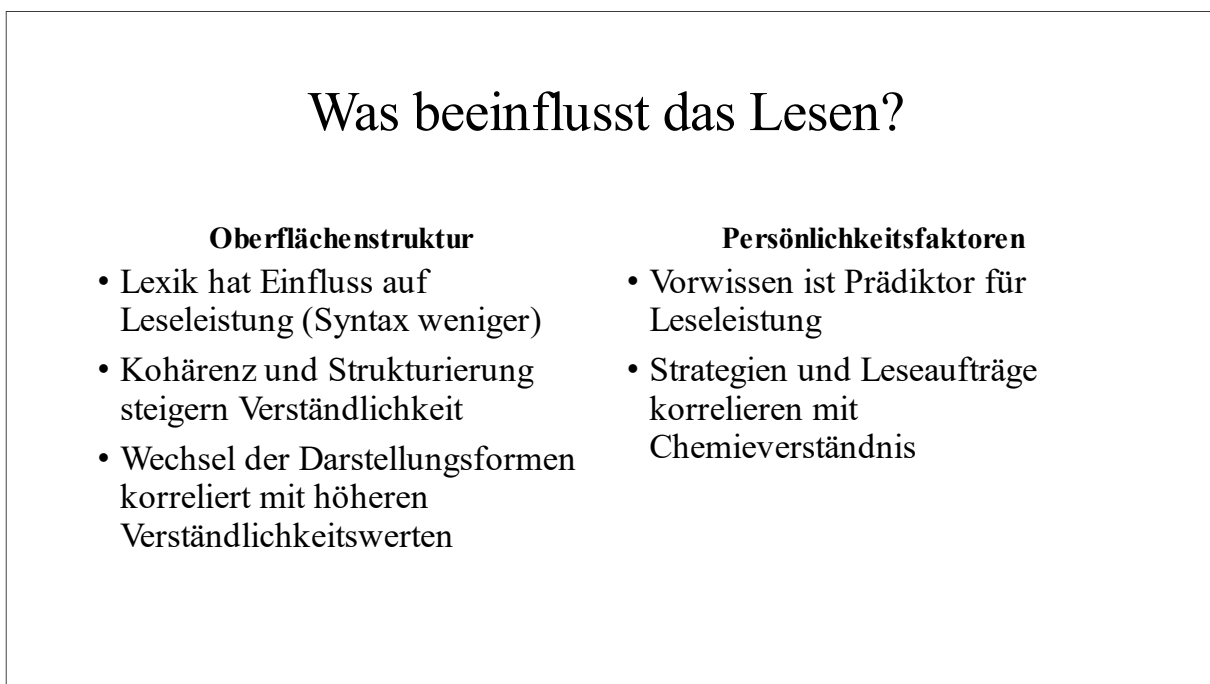 Was beeinflusst das Lesen?
Oberflächenstruktur
• Lexik hat Einfluss auf
Leseleistung (Syntax weniger)
• Kohärenz und Strukturierung
steigern Verständlichkeit
• Wechsel der Darstellungsformen
korreliert mit höheren
Verständlichkeitswerten
Persönlichkeitsfaktoren
• Vorwissen ist Prädiktor für
Leseleistung
• Strategien und Leseaufträge
korrelieren mit
Chemieverständnis